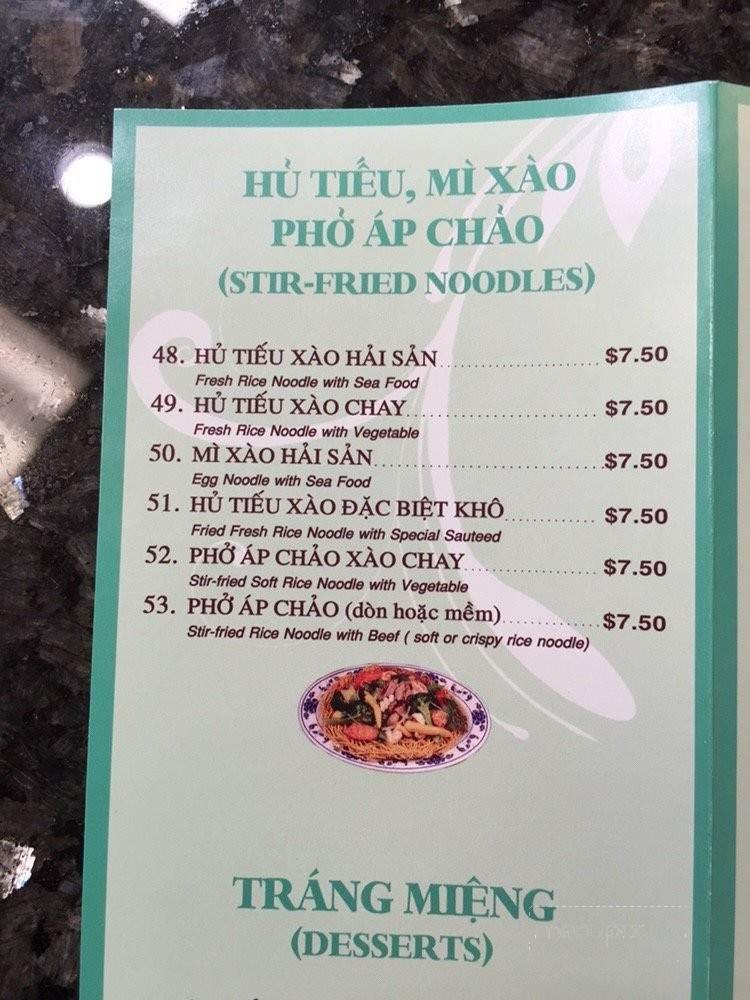 HỦ TIẾU, MÌ XÀO
PHỞ ÁP CHẢO
(STIR-FRIED NOODLES)
48. HỦ TIẾU XÀO HẢI SẢN $7.50
Fresh Rice Noodle with Sea Food
49. HỦ TIẾU XÀO CHAY $7.50
Fresh Rice Noodle with Vegetable
50. MÌ XÀO HẢI SẢN $7.50
Egg Noodle with Sea Food
51. HỦ TIẾU XÀO ĐẶC BIỆT KHÔ $7.50
Fried Fresh Rice Noodle with Special Sauteed
52. PHỞ ÁP CHẢO XÀO CHAY $7.50
Stir-fried Soft Rice Noodle with Vegetable
53. PHỞ ÁP CHẢO (dòn hoặc mềm) $7.50
Stir-fried Rice Noodle with Beef ( soft or crispy rice noodle)
TRÁNG MIỆNG
(DESSERTS)